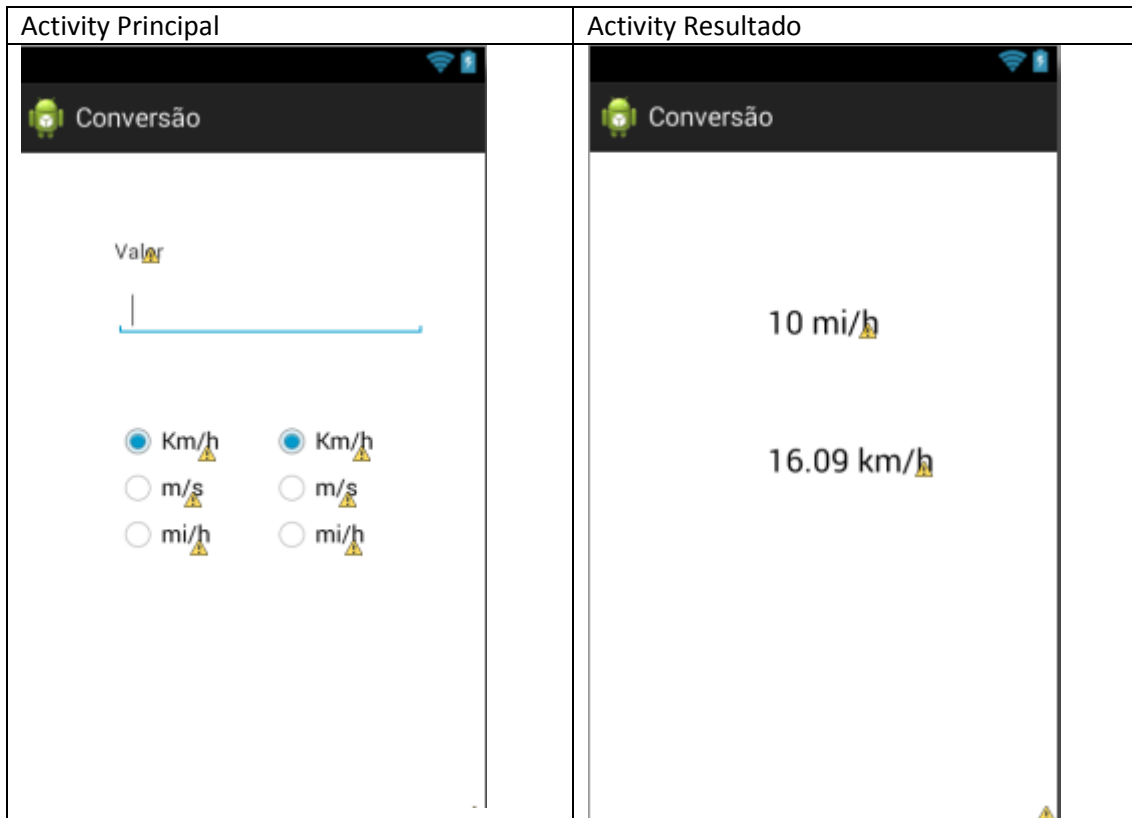 Activity Principal
Activity Resultado
Conversão
Valor
Km/h Km/h
m/s m/s
mi/h mi/h
Conversão
10 mi/h
16.09 km/h